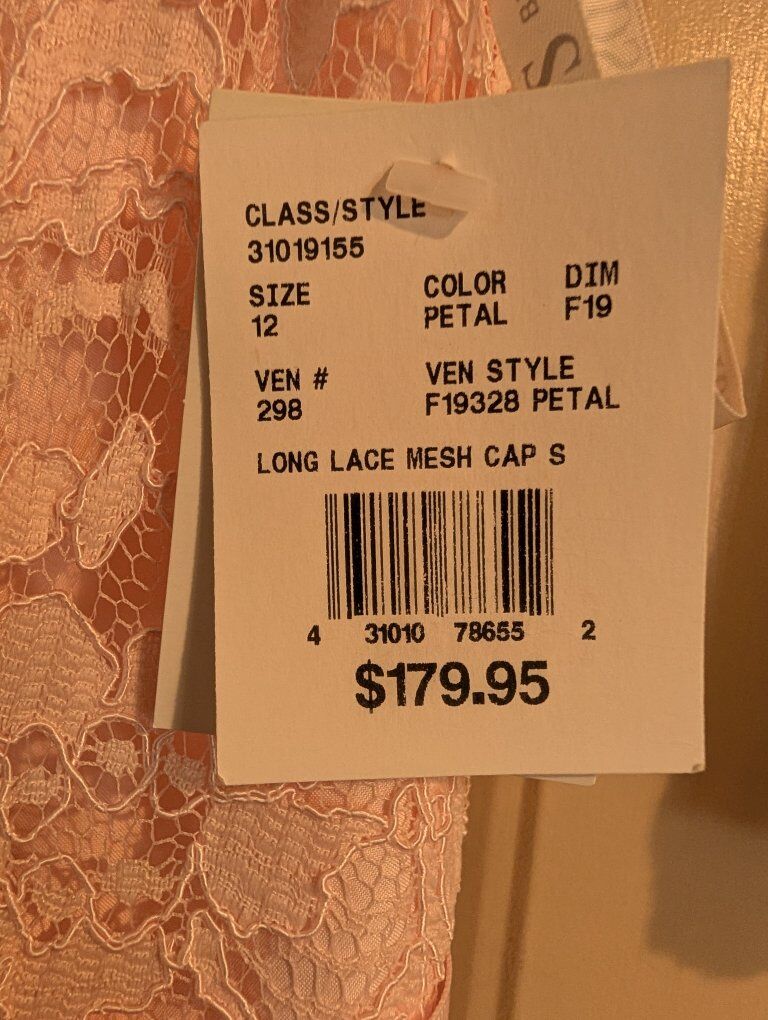 CLASS/STYLE
31019155
SIZE COLOR DIM
12 PETAL F19
VEN # VEN STYLE
298 F19328 PETAL
LONG LACE MESH CAP S
4 31010 78655 2
$179.95
B
S